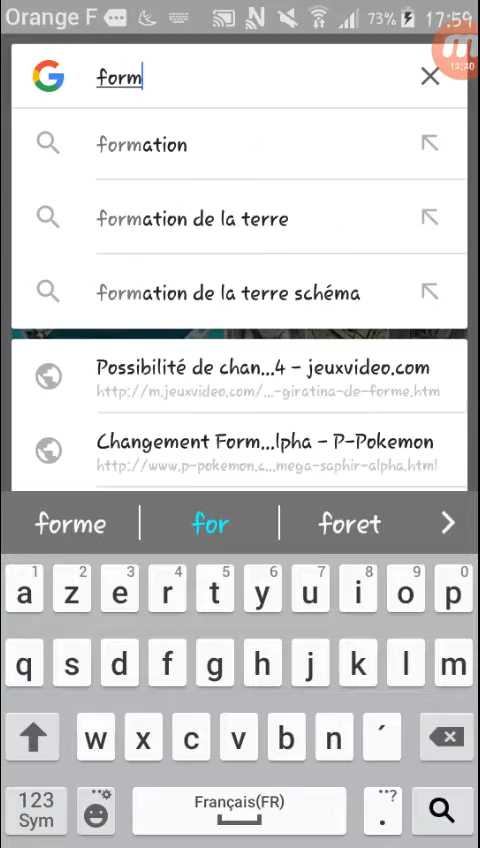 Orange F 73% 17:59
12:20
form
formation
formation de la terre
formation de la terre schéma
Possibilité de chan...4 - jeuxvideo.com
http://m.jeuxvideo.com/...-giratina-de-forme.htm
Changement Form...lpha - P-Pokemon
http://www.p-pokemon.c...mega-saphir-alpha.html
forme for foret
1 2 3 4 5 6 7 8 9 0
a z e r t y u i o p
q s d f g h j k l m
w x c v b n ´
123 Sym Français(FR) . ?